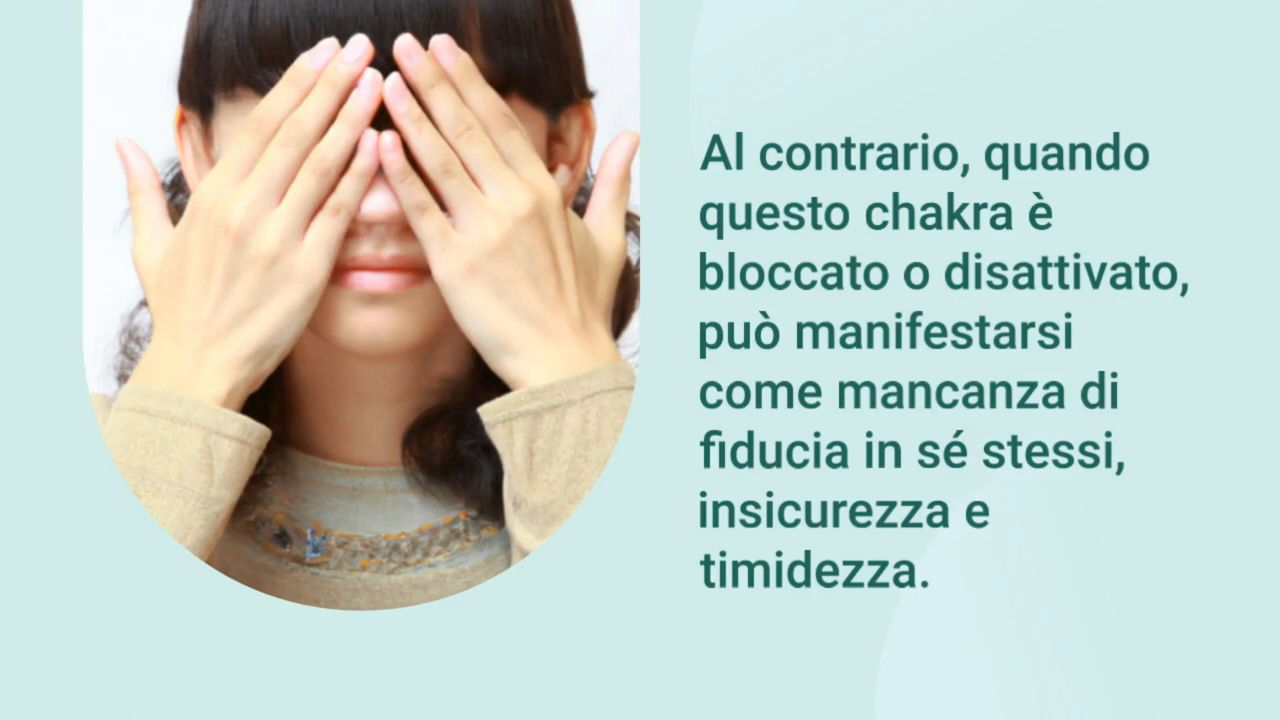 Al contrario, quando
questo chakra è
bloccato o disattivato,
può manifestarsi
come mancanza di
fiducia in sé stessi,
insicurezza e
timidezza.